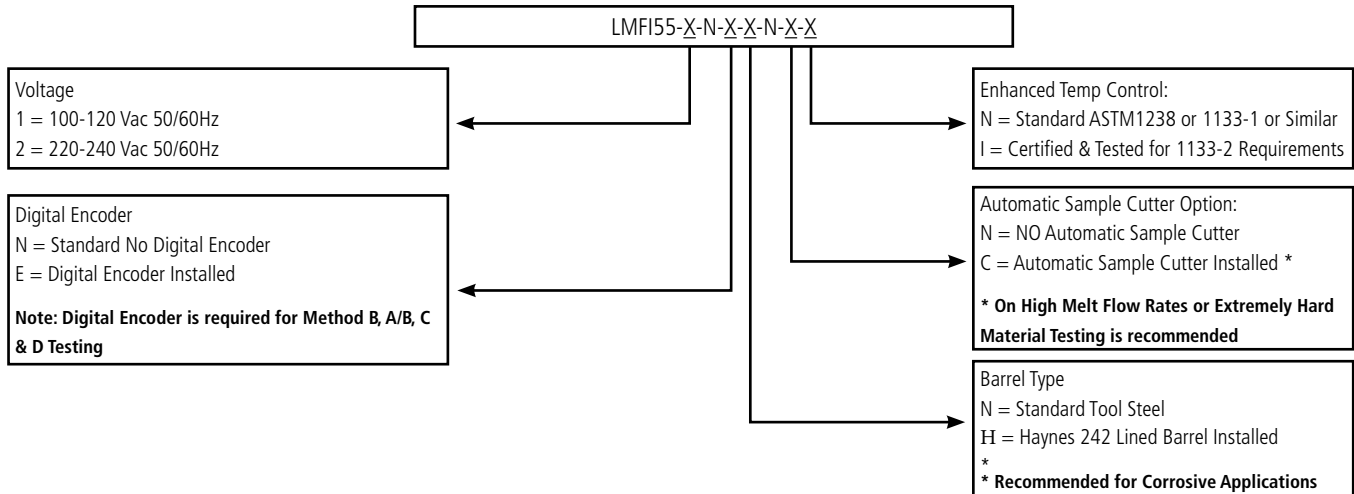 LMFI55-X-N-X-X-N-X-X
Voltage
1 = 100-120 Vac 50/60Hz
2 = 220-240 Vac 50/60Hz
Digital Encoder
N = Standard No Digital Encoder
E = Digital Encoder Installed
Note: Digital Encoder is required for Method B, A/B, C
& D Testing
Enhanced Temp Control:
N = Standard ASTM1238 or 1133-1 or Similar
I = Certified & Tested for 1133-2 Requirements
Automatic Sample Cutter Option:
N = NO Automatic Sample Cutter
C = Automatic Sample Cutter Installed *
* On High Melt Flow Rates or Extremely Hard
Material Testing is recommended
Barrel Type
N = Standard Tool Steel
H = Haynes 242 Lined Barrel Installed
*
* Recommended for Corrosive Applications